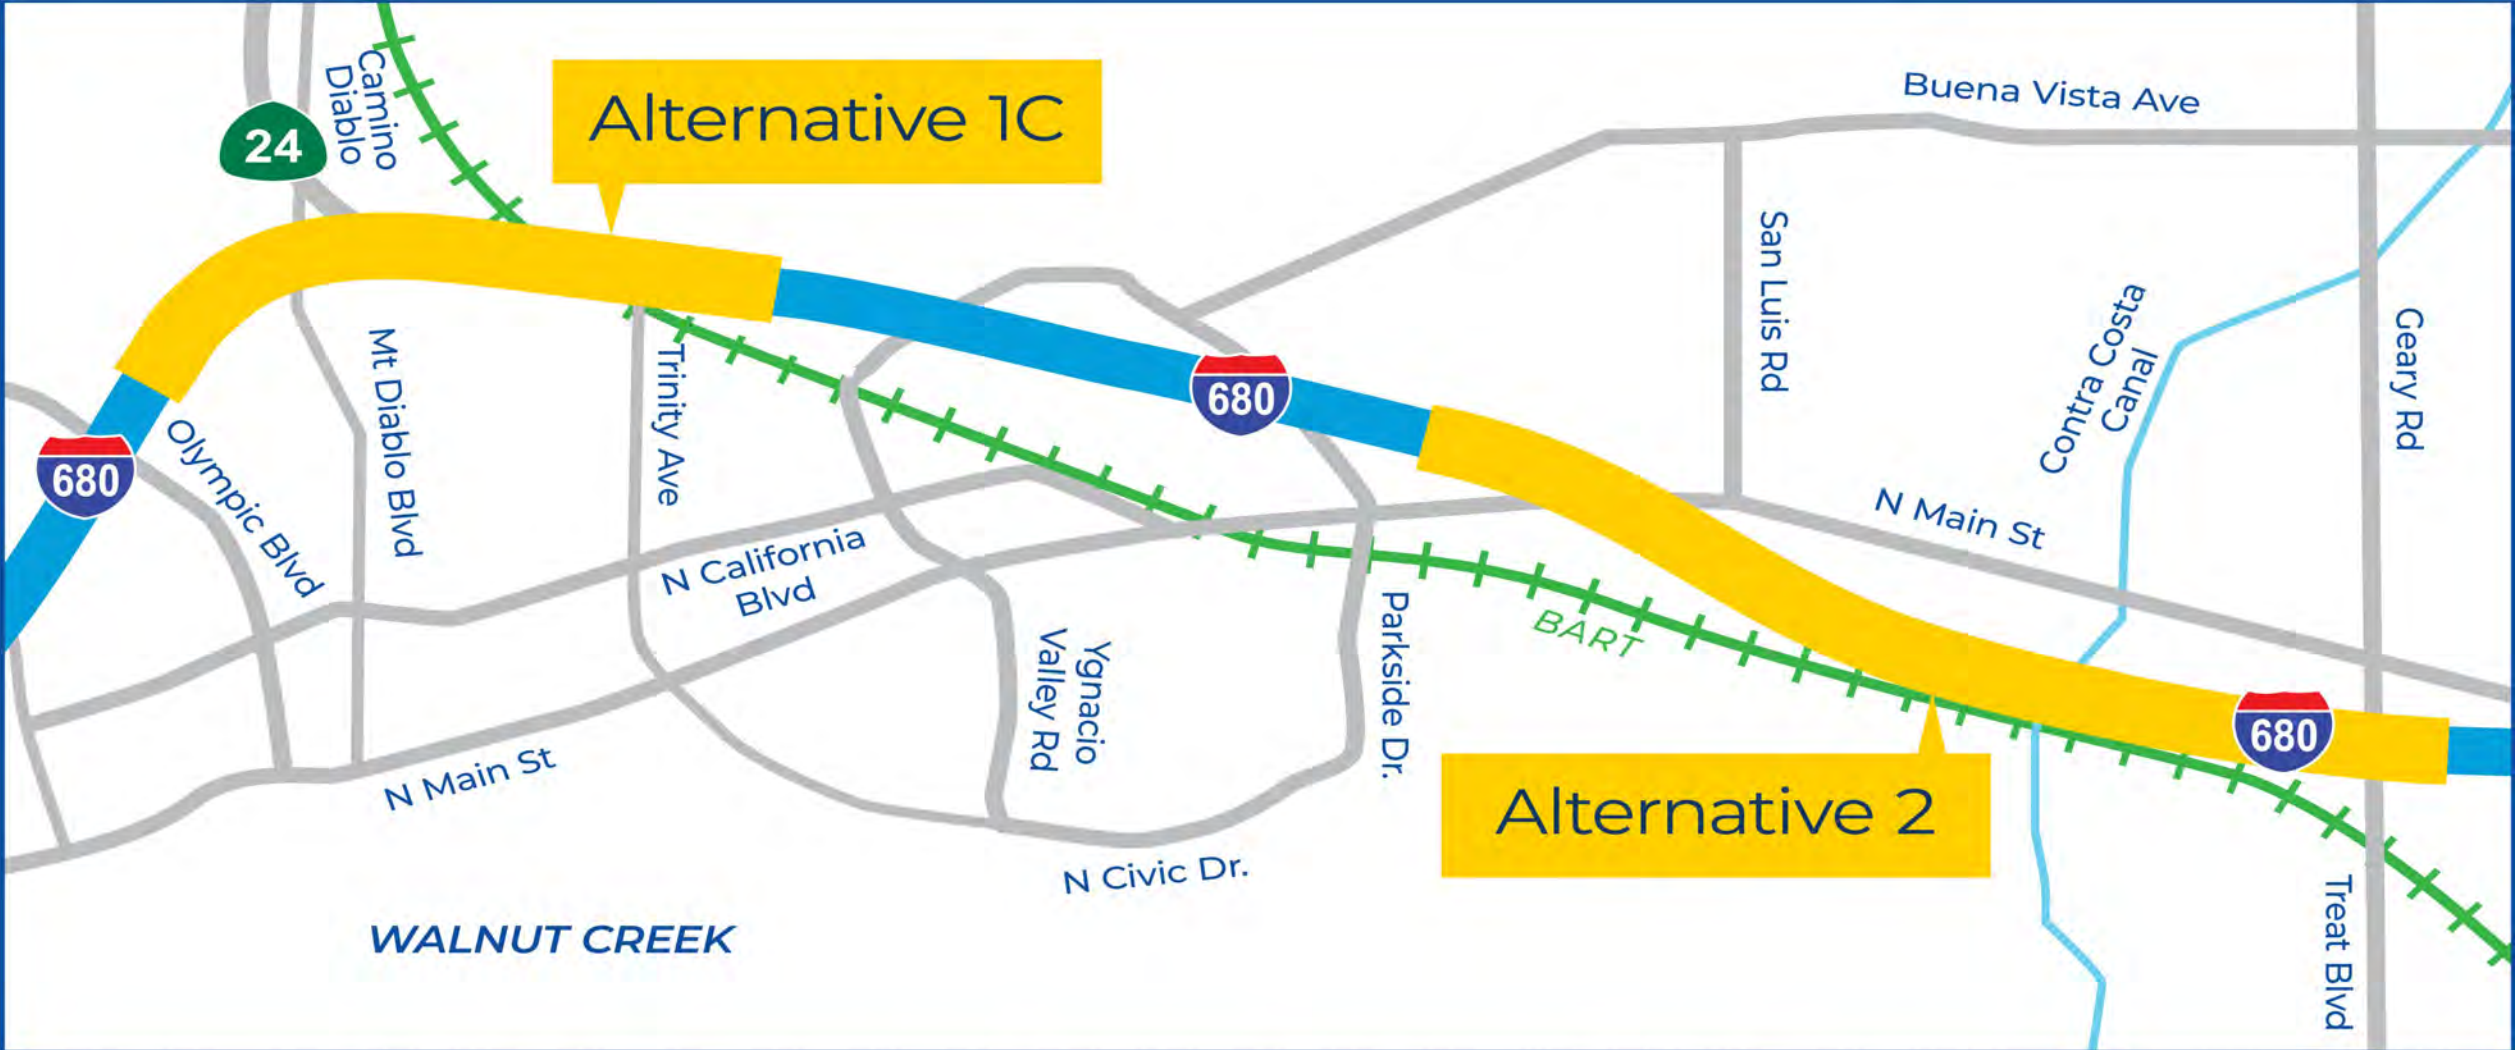 Camino
Diablo
24
Alternative 1C
Buena Vista Ave
San Luis Rd
Contra Costa
Canal
Geary Rd
Mt Diablo Blvd
Trinity Ave
680
680
Olympic Blvd
N Main St
N California
Blvd
BART
Parkside Dr.
Ygnacio
Valley Rd
680
N Main St
Alternative 2
N Civic Dr.
Treat Blvd
WALNUT CREEK